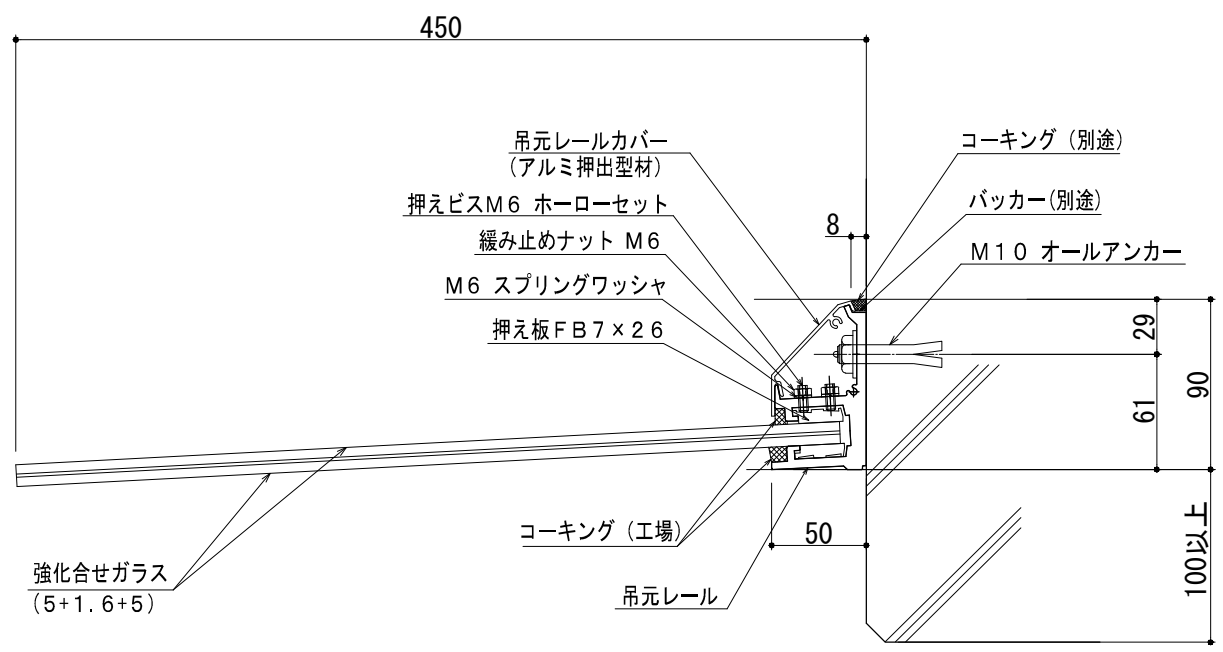 450
吊元レールカバー
(アルミ押出型材)
コーキング (別途)
押えビスM6 ホーローセット
バッカー(別途)
8
緩み止めナット M6
M10 オールアンカー
M6 スプリングワッシャ
押え板FB7×26
29
90
61
コーキング (工場)
50
100以上
強化合せガラス
(5+1.6+5)
吊元レール